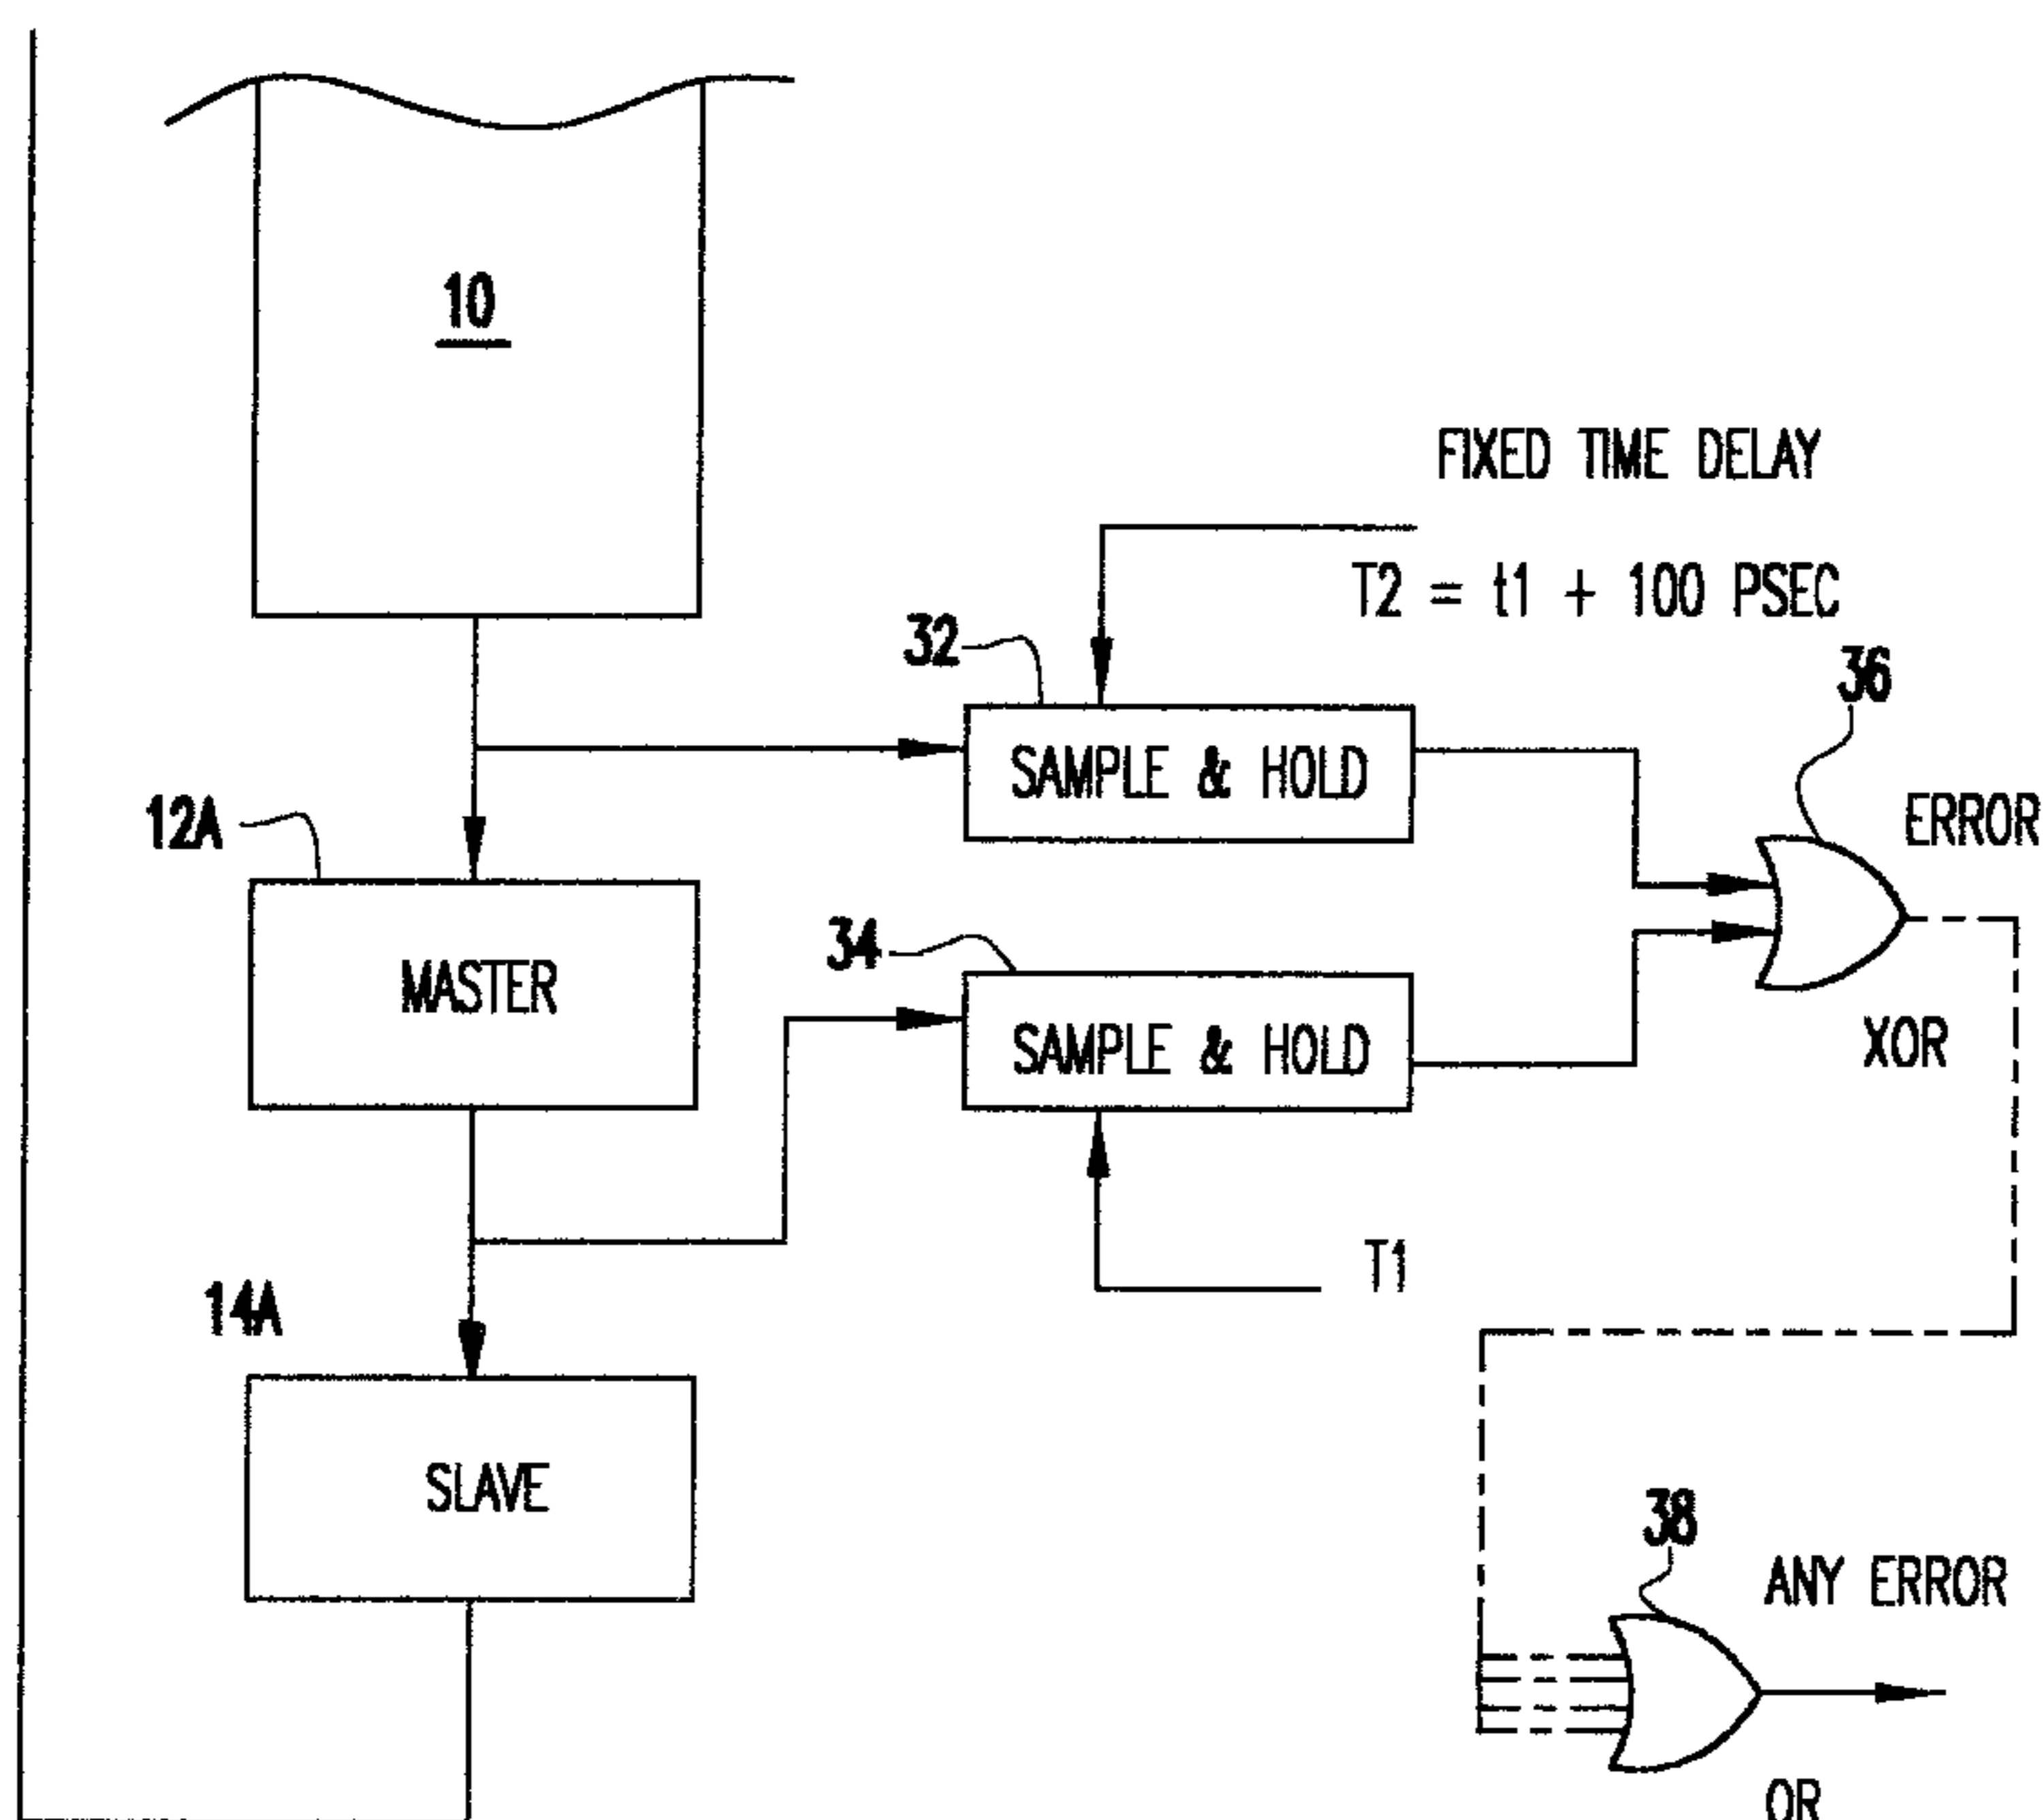 10
FIXED TIME DELAY
T2 = t1 + 100 PSEC
32
36
SAMPLE & HOLD
12A
ERROR
34
MASTER
SAMPLE & HOLD
XOR
T1
14A
SLAVE
38
ANY ERROR
OR